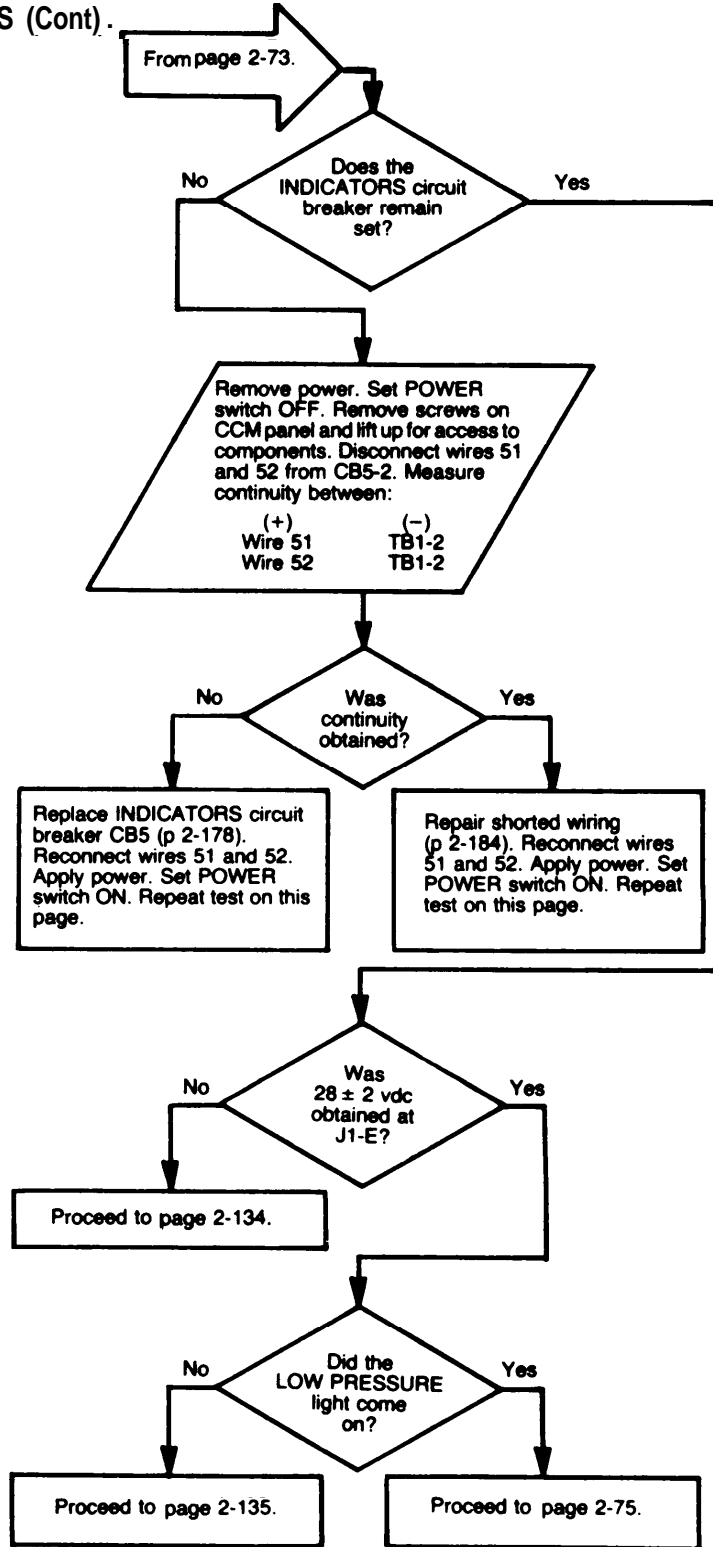 S (Cont) .
From page 2-73.
Does the
INDICATORS circuit
breaker remain
set?
No
Yes
Remove power. Set POWER
switch OFF. Remove screws on
CCM panel and lift up for access to
components. Disconnect wires 51
and 52 from CB5-2. Measure
continuity between:
(+) (−)
Wire 51 TB1-2
Wire 52 TB1-2
Was
continuity
obtained?
No
Yes
Replace INDICATORS circuit
breaker CB5 (p 2-178).
Reconnect wires 51 and 52.
Apply power. Set POWER
switch ON. Repeat test on this
page.
Repair shorted wiring
(p 2-184). Reconnect wires
51 and 52. Apply power. Set
POWER switch ON. Repeat
test on this page.
Was
28 ± 2 vdc
obtained at
J1-E?
No
Yes
Proceed to page 2-134.
Did the
LOW PRESSURE
light come
on?
No
Yes
Proceed to page 2-135.
Proceed to page 2-75.